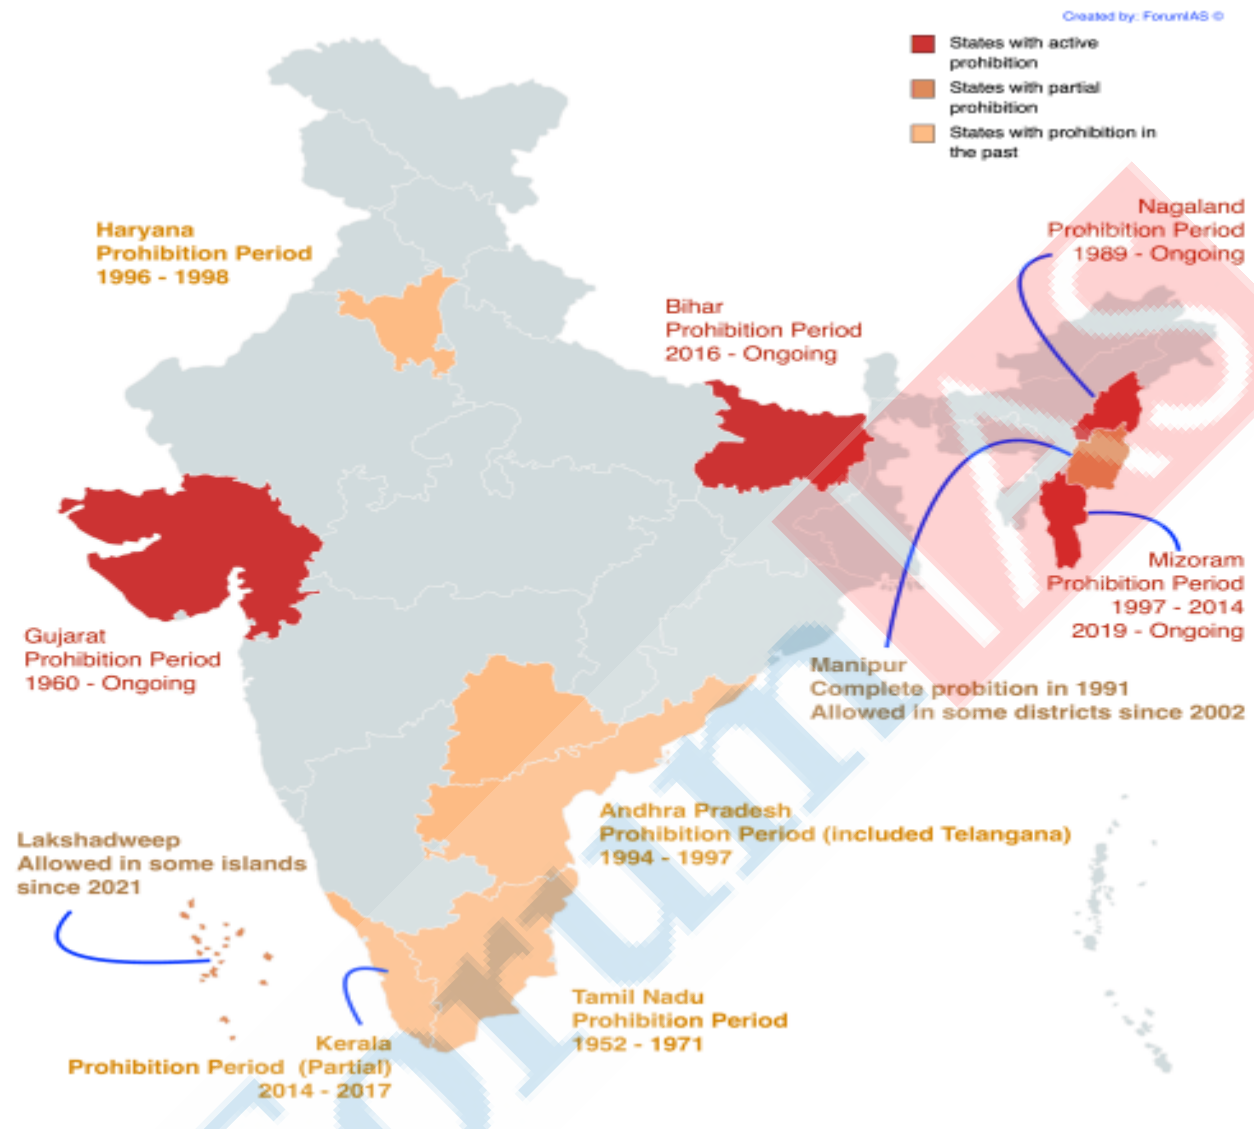 Created by: ForumIAS ©
States with active
prohibition
States with partial
prohibition
States with prohibition in
the past
Nagaland
Prohibition Period
1989 - Ongoing
Haryana
Prohibition Period
1996 - 1998
Bihar
Prohibition Period
2016 - Ongoing
Mizoram
Prohibition Period
1997 - 2014
2019 - Ongoing
Gujarat
Prohibition Period
1960 - Ongoing
Manipur
Complete probition in 1991
Allowed in some districts since 2002
Andhra Pradesh
Prohibition Period (included Telangana)
1994 - 1997
Lakshadweep
Allowed in some islands
since 2021
Tamil Nadu
Prohibition Period
1952 - 1971
Kerala
Prohibition Period (Partial)
2014 - 2017
Forum IAS